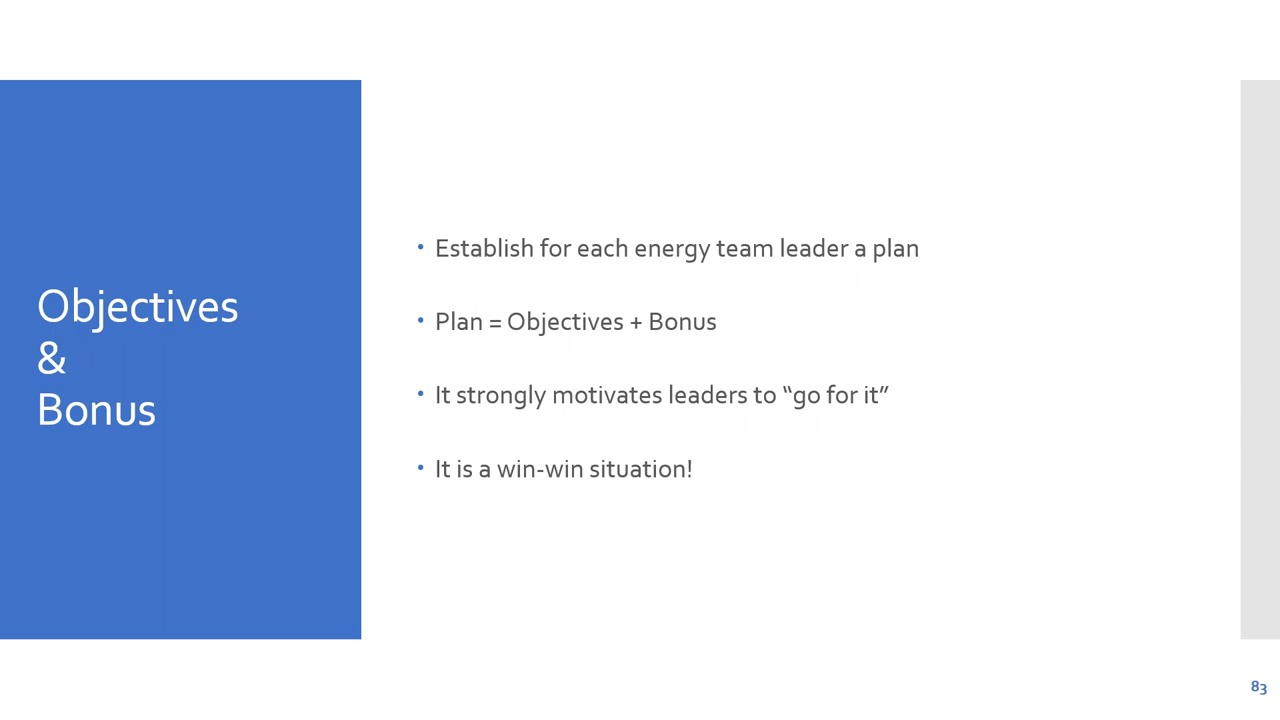 Objectives
&
Bonus
• Establish for each energy team leader a plan
• Plan = Objectives + Bonus
• It strongly motivates leaders to “go for it”
• It is a win-win situation!
83